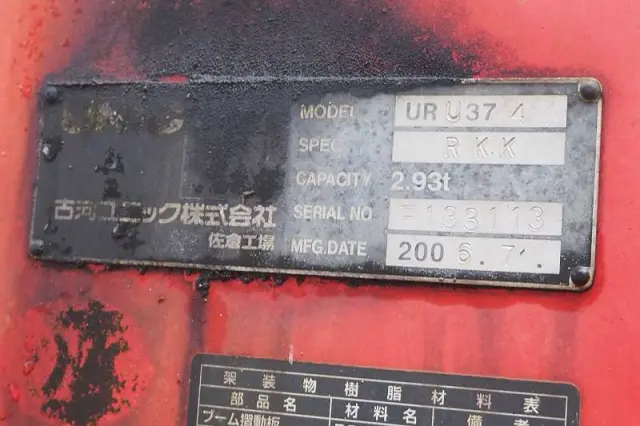 UNIC
古河ユニック株式会社
佐倉工場
MODEL URU374
SPEC RKK
CAPACITY 2.93t
SERIAL NO F133113
MFG.DATE 2006.7.
架装物樹脂材料表
部品名 材料名 備考
ブーム摺動板